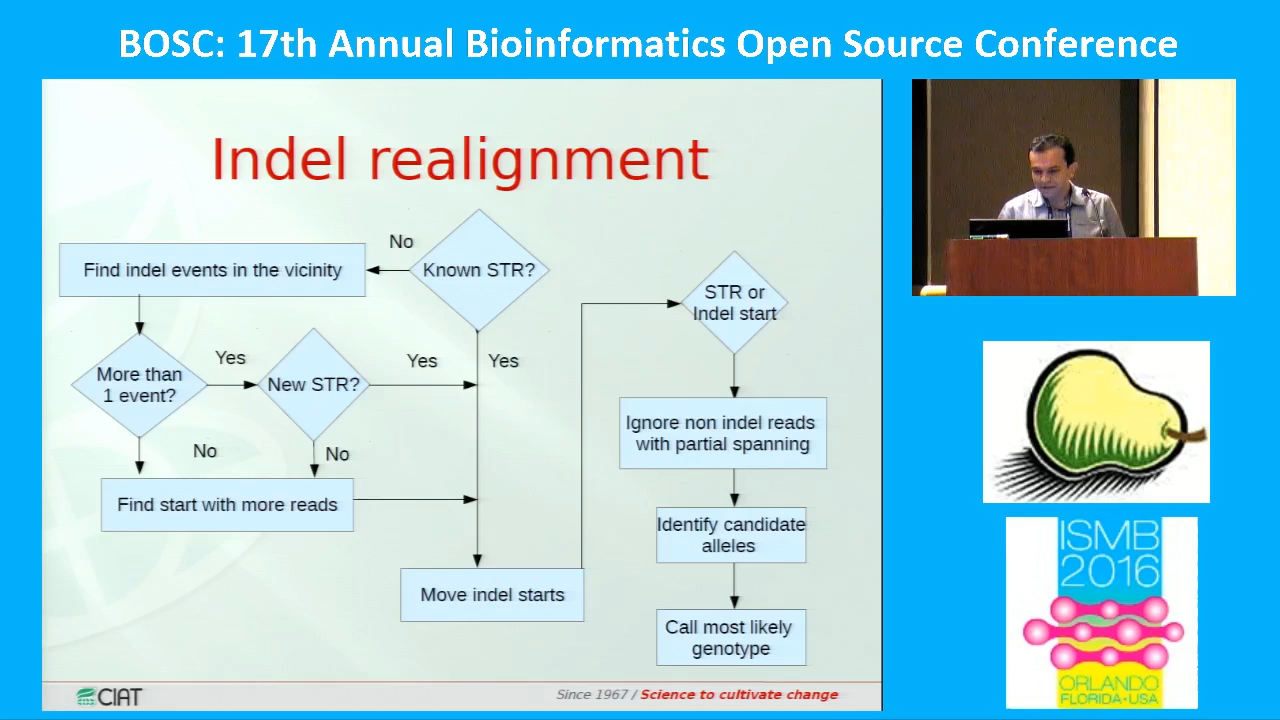 BOSC: 17th Annual Bioinformatics Open Source Conference
Indel realignment
Known STR?
No
Find indel events in the vicinity
More than
1 event?
Yes
New STR?
Yes
Yes
No
No
Find start with more reads
Move indel starts
STR or
Indel start
Ignore non indel reads
with partial spanning
Identify candidate
alleles
Call most likely
genotype
CIAT
Since 1967 / Science to cultivate change
ISMB
2016
ORLANDO
FLORIDA•USA